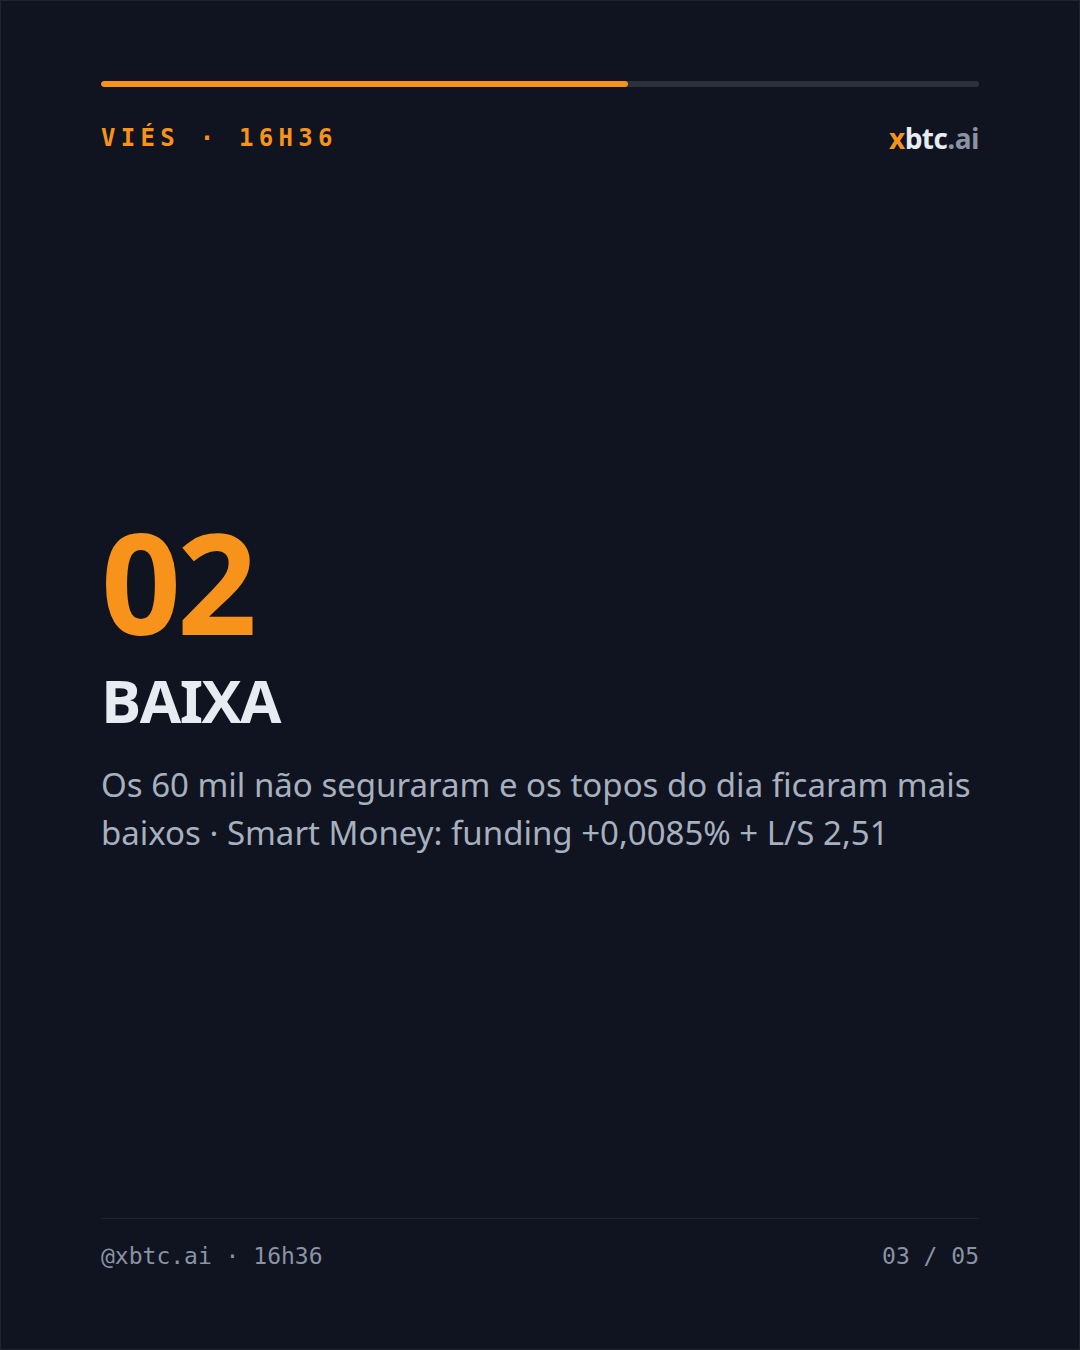 VIÉS · 16H36
xbtc.ai
02
BAIXA
Os 60 mil não seguraram e os topos do dia ficaram mais
baixos · Smart Money: funding +0,0085% + L/S 2,51
@xbtc.ai · 16h36
03 / 05